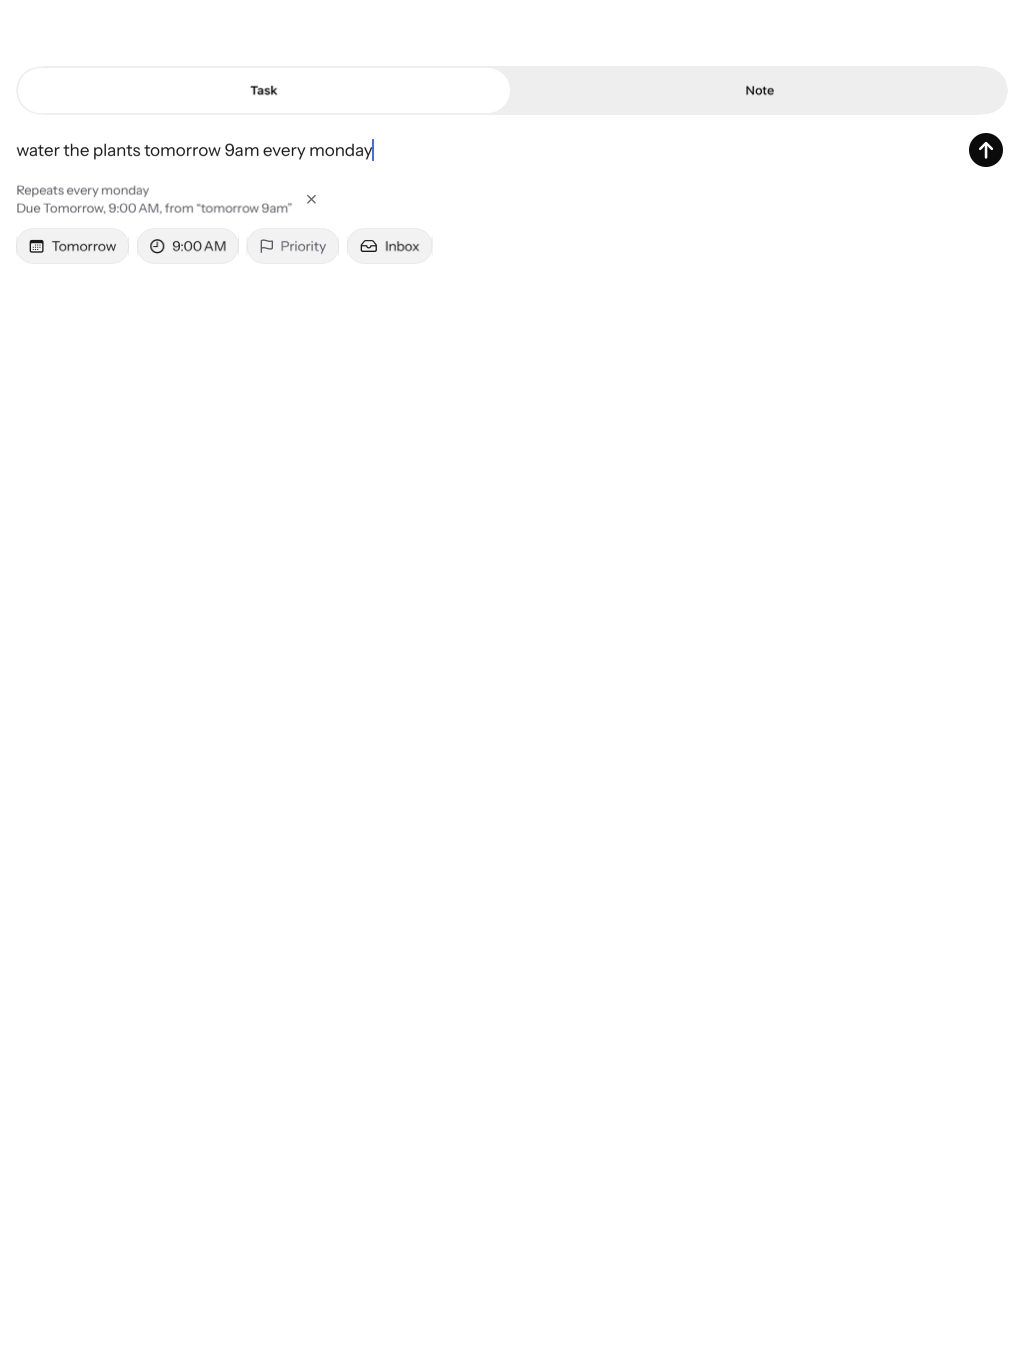 Task
Note
water the plants tomorrow 9am every monday
Repeats every monday
Due Tomorrow, 9:00 AM, from “tomorrow 9am”
Tomorrow
9:00 AM
Priority
Inbox